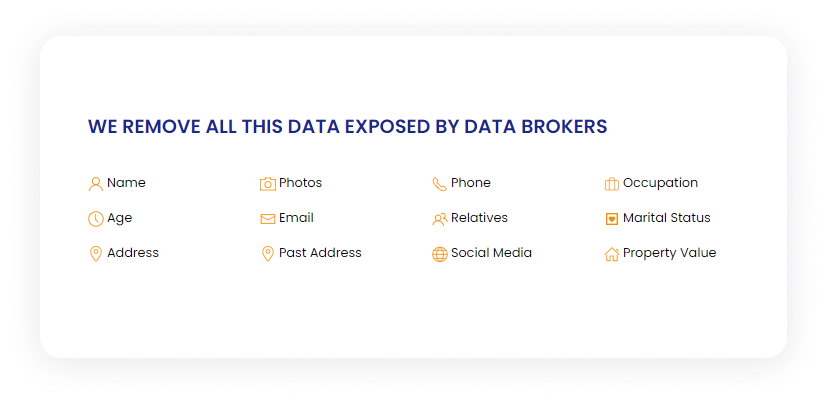 WE REMOVE ALL THIS DATA EXPOSED BY DATA BROKERS
Name Photos Phone Occupation
Age Email Relatives Marital Status
Address Past Address Social Media Property Value